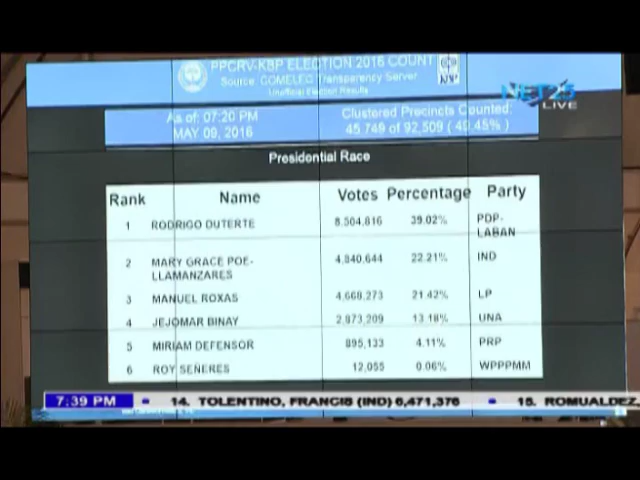 NET25
LIVE
PPCRV-KBP ELECTION 2016 COUNT
Source: COMELEC Transparency Server
Unofficial Election Results
KBP
As of: 07:20 PM
MAY 09, 2016
Clustered Precincts Counted:
45,749 of 92,509 ( 49.45% )
Presidential Race
Rank Name Votes Percentage Party
1 RODRIGO DUTERTE 8,504,816 39.02% PDP-
LABAN
2 MARY GRACE POE- 4,840,644 22.21% IND
LLAMANZARES
3 MANUEL ROXAS 4,668,273 21.42% LP
4 JEJOMAR BINAY 2,873,209 13.18% UNA
5 MIRIAM DEFENSOR 895,133 4.11% PRP
6 ROY SEÑERES 12,055 0.06% WPPPMM
7:39 PM 14. TOLENTINO, FRANCIS (IND) 6,471,376 15. ROMUALDEZ,